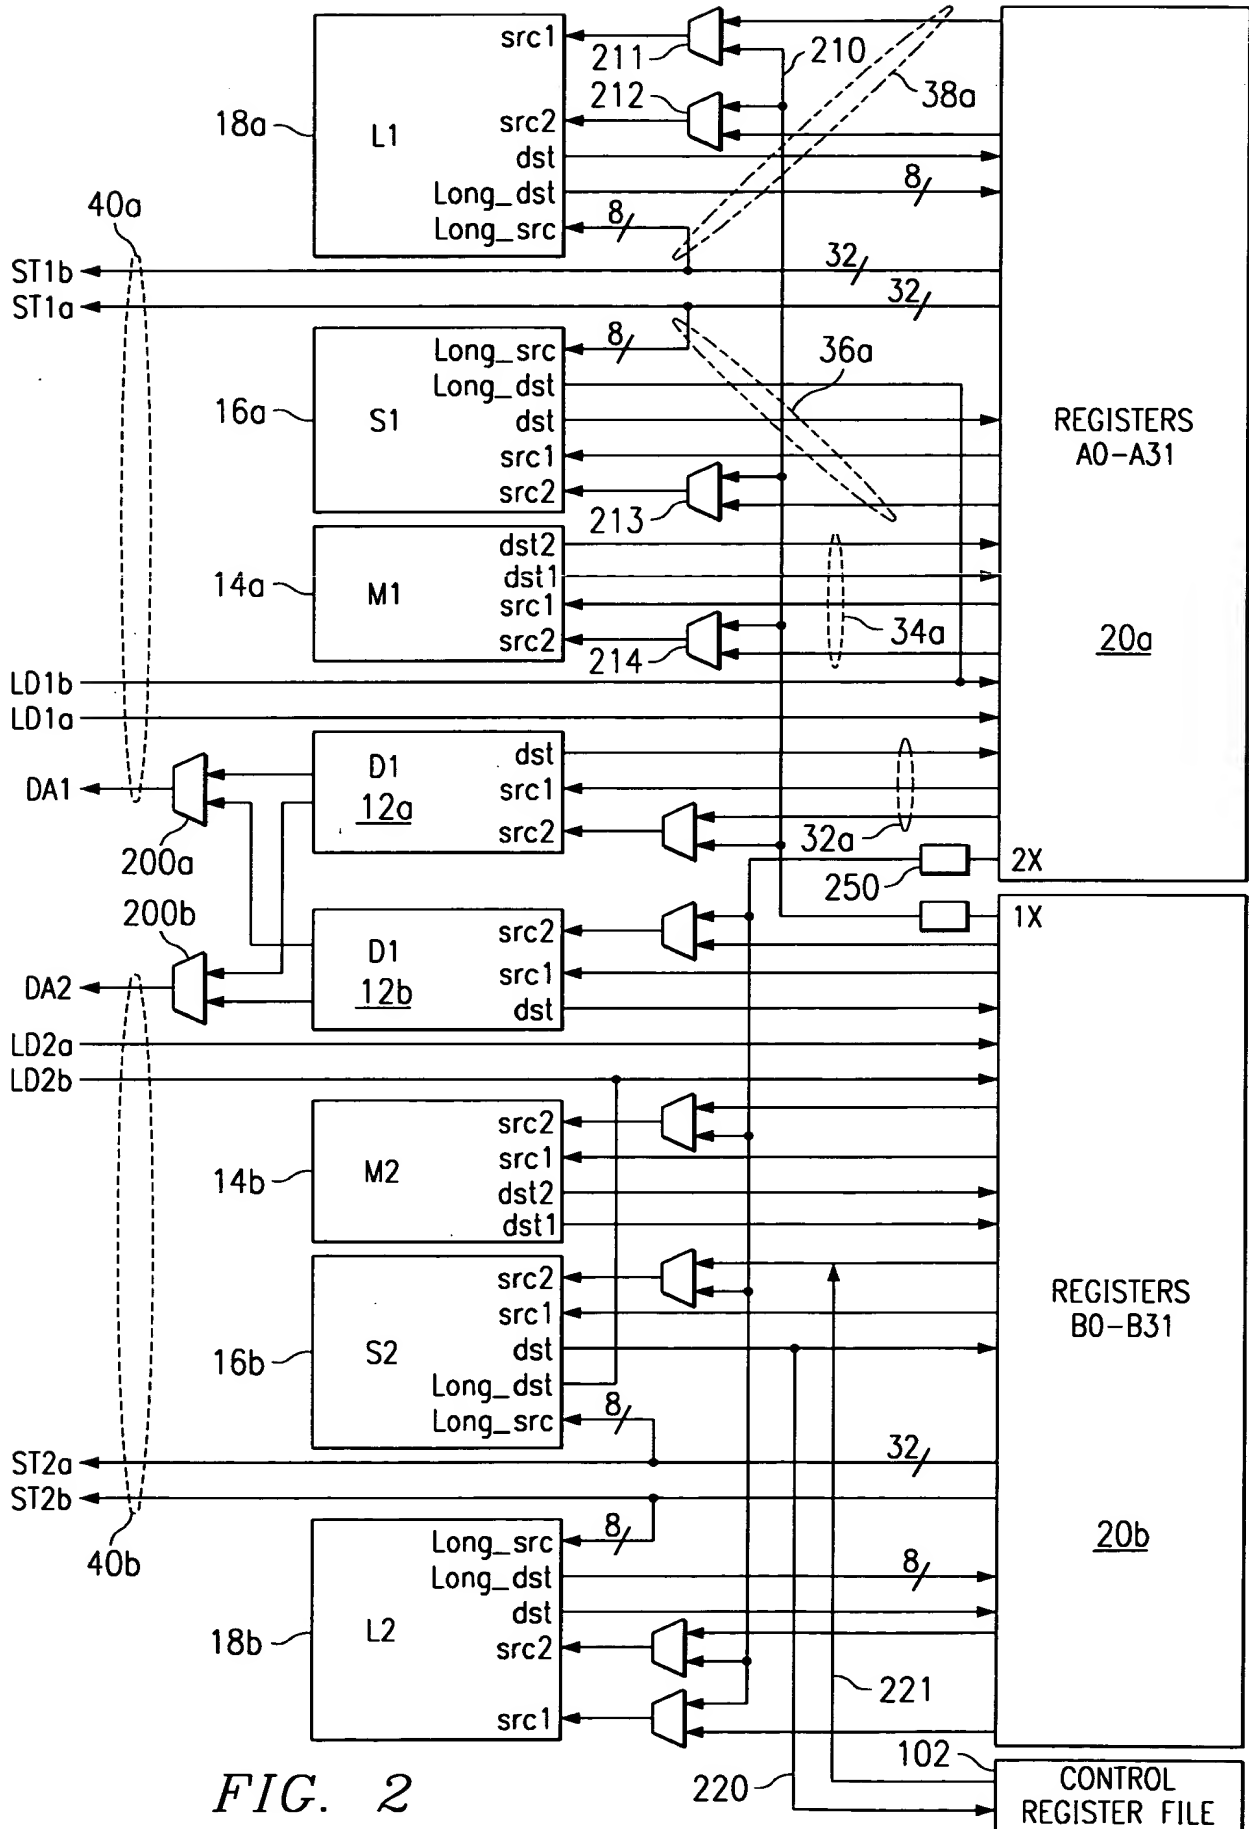 src1
211
210
38a
18a
L1
212
src2
dst
8
Long_dst
40a
8
Long_src
ST1b
32
ST1a
32
8
Long_src
36a
Long_dst
16a
S1
dst
REGISTERS
A0-A31
src1
src2
213
dst2
14a
M1
dst1
src1
34a
src2
214
20a
LD1b
LD1a
dst
D1
DA1
src1
12a
src2
32a
200a
250
2X
200b
1X
src2
D1
src1
DA2
12b
dst
LD2a
LD2b
src2
14b
M2
src1
dst2
dst1
src2
REGISTERS
B0-B31
src1
16b
S2
dst
Long_dst
8
Long_src
ST2a
32
ST2b
8
Long_src
20b
40b
Long_dst
8
dst
18b
L2
src2
221
src1
102
220
CONTROL
REGISTER FILE
FIG. 2